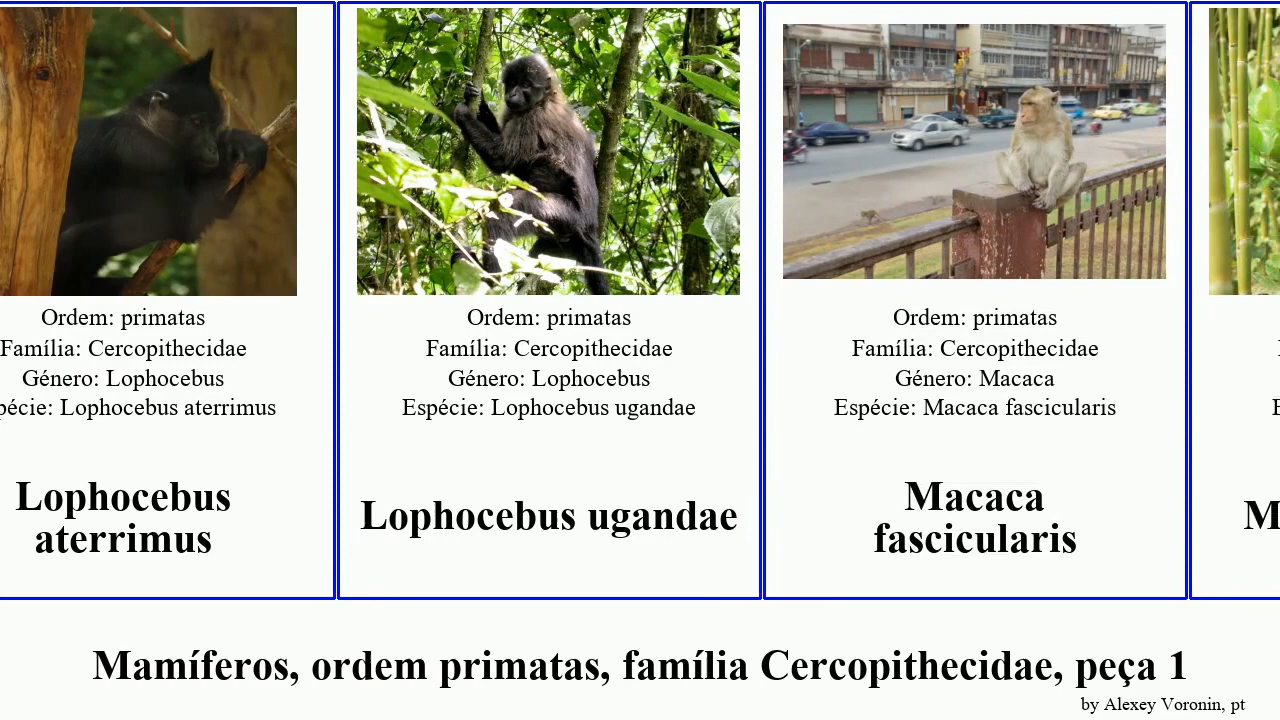 Ordem: primatas
Família: Cercopithecidae
Género: Lophocebus
pécie: Lophocebus aterrimus
Lophocebus
aterrimus
Ordem: primatas
Família: Cercopithecidae
Género: Lophocebus
Espécie: Lophocebus ugandae
Lophocebus ugandae
Ordem: primatas
Família: Cercopithecidae
Género: Macaca
Espécie: Macaca fascicularis
Macaca
fascicularis
M
Mamíferos, ordem primatas, família Cercopithecidae, peça 1
by Alexey Voronin, pt